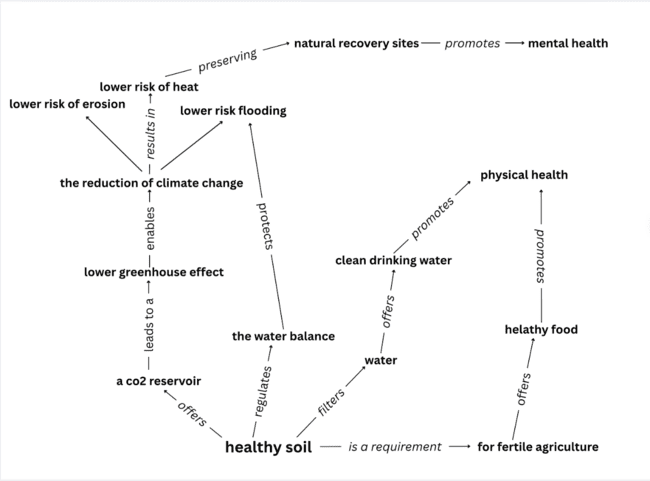 natural recovery sites promotes mental health
preserving
lower risk of heat
lower risk of erosion
lower risk flooding
results in
the reduction of climate change
physical health
enables
protects
promotes
promotes
clean drinking water
lower greenhouse effect
leads to a
offers
helathy food
the water balance
water
a co2 reservoir
regulates
filters
offers
offers
healthy soil is a requirement for fertile agriculture